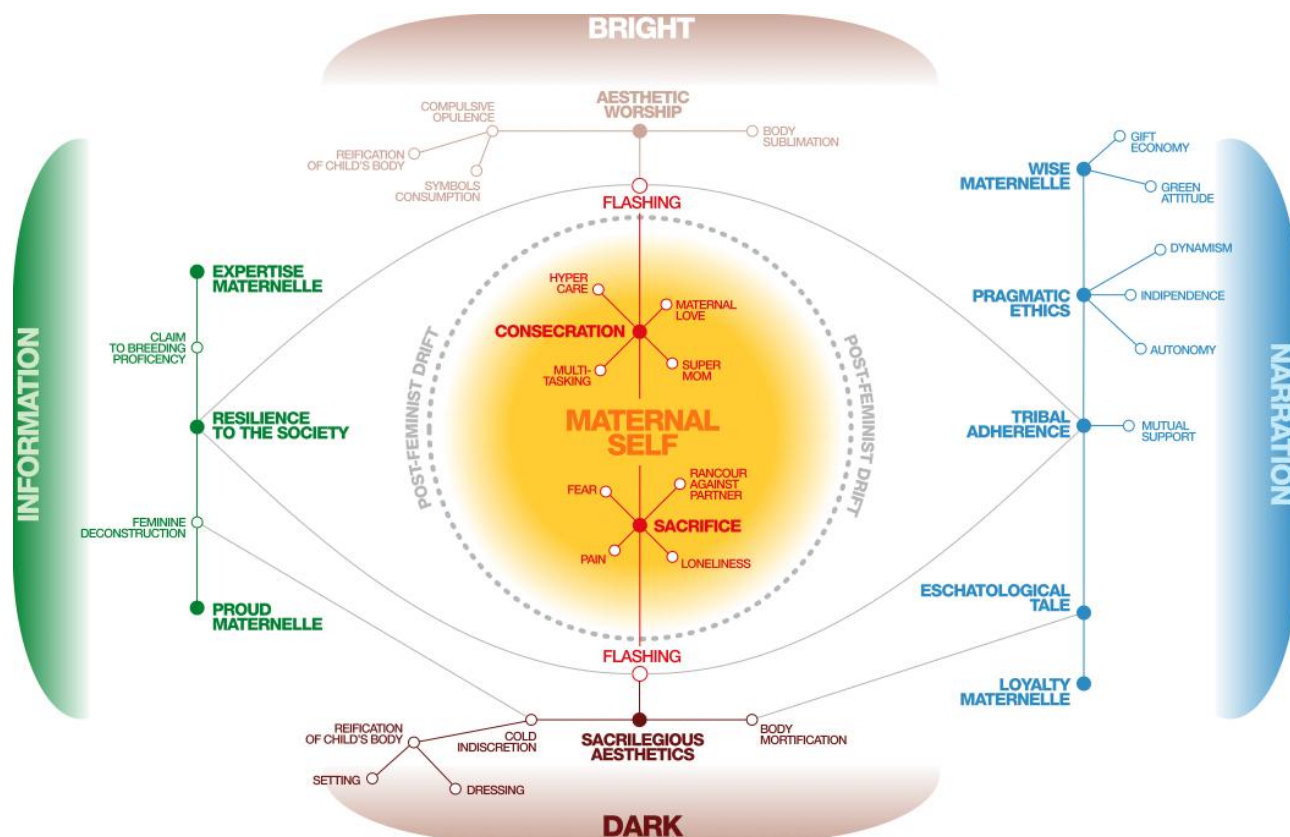 BRIGHT
AESTHETIC
WORSHIP
COMPULSIVE
OPULENCE
BODY
SUBLIMATION
REIFICATION
OF CHILD'S BODY
SYMBOLS
CONSUMPTION
FLASHING
GIFT
ECONOMY
WISE
MATERNELLE
GREEN
ATTITUDE
DYNAMISM
PRAGMATIC
ETHICS
INDIPENDENCE
AUTONOMY
TRIBAL
ADHERENCE
MUTUAL
SUPPORT
ESCHATOLOGICAL
TALE
LOYALTY
MATERNELLE
NARRATION
INFORMATION
EXPERTISE
MATERNELLE
CLAIM
TO BREEDING
PROFICENCY
RESILIENCE
TO THE SOCIETY
FEMININE
DECONSTRUCTION
PROUD
MATERNELLE
POST-FEMINIST DRIFT
POST-FEMINIST DRIFT
HYPER
CARE
MATERNAL
LOVE
CONSECRATION
MULTI-
TASKING
SUPER
MOM
MATERNAL
SELF
FEAR
RANCOUR
AGAINST
PARTNER
SACRIFICE
PAIN
LONELINESS
FLASHING
REIFICATION
OF CHILD'S BODY
COLD
INDISCRETION
SACRILEGIOUS
AESTHETICS
BODY
MORTIFICATION
SETTING
DRESSING
DARK